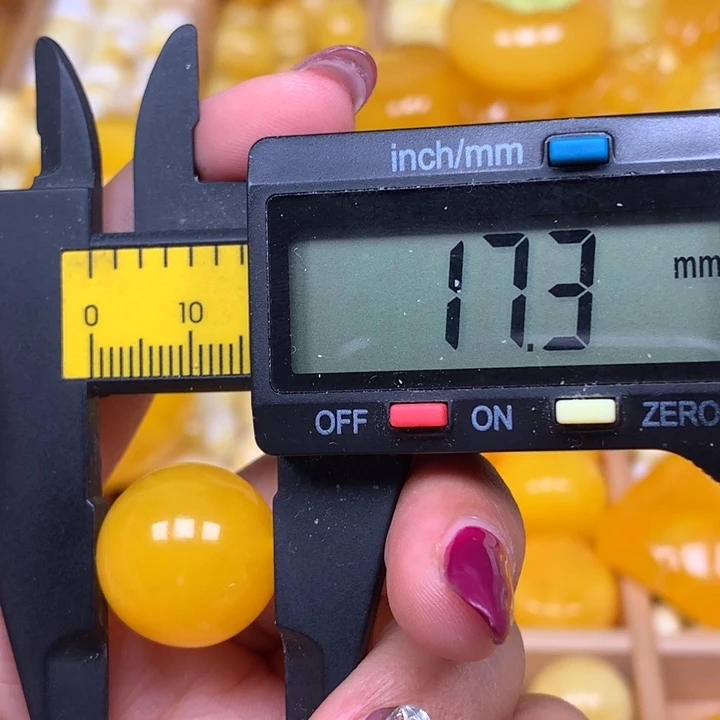 inch/mm
17.3 mm
0 10
OFF ON ZERO